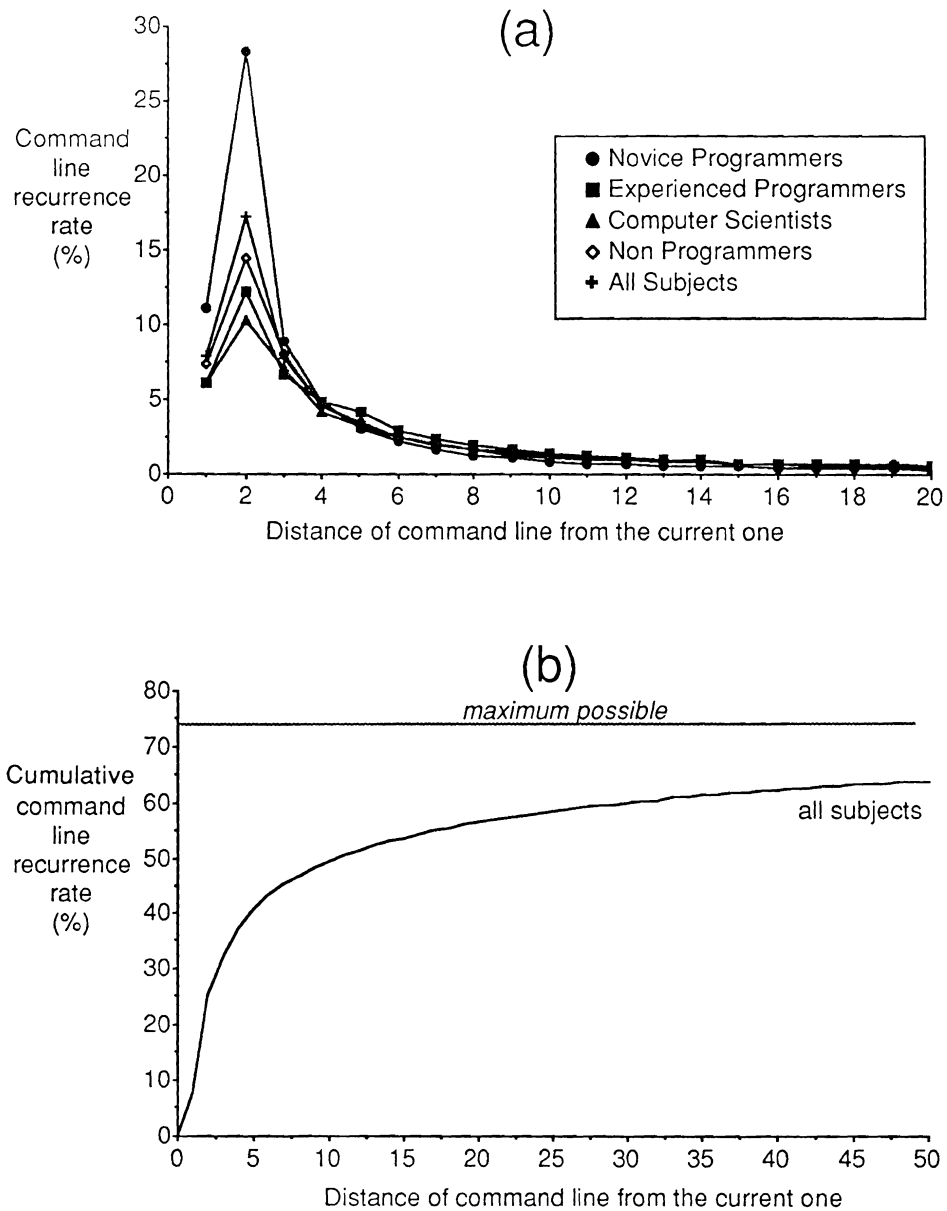 (a)
30
25
20
15
10
5
0
Command
line
recurrence
rate
(%)
Novice Programmers
Experienced Programmers
Computer Scientists
Non Programmers
All Subjects
0 2 4 6 8 10 12 14 16 18 20
Distance of command line from the current one
(b)
80
70
60
50
40
30
20
10
0
maximum possible
Cumulative
command
line
recurrence
rate
(%)
all subjects
0 5 10 15 20 25 30 35 40 45 50
Distance of command line from the current one